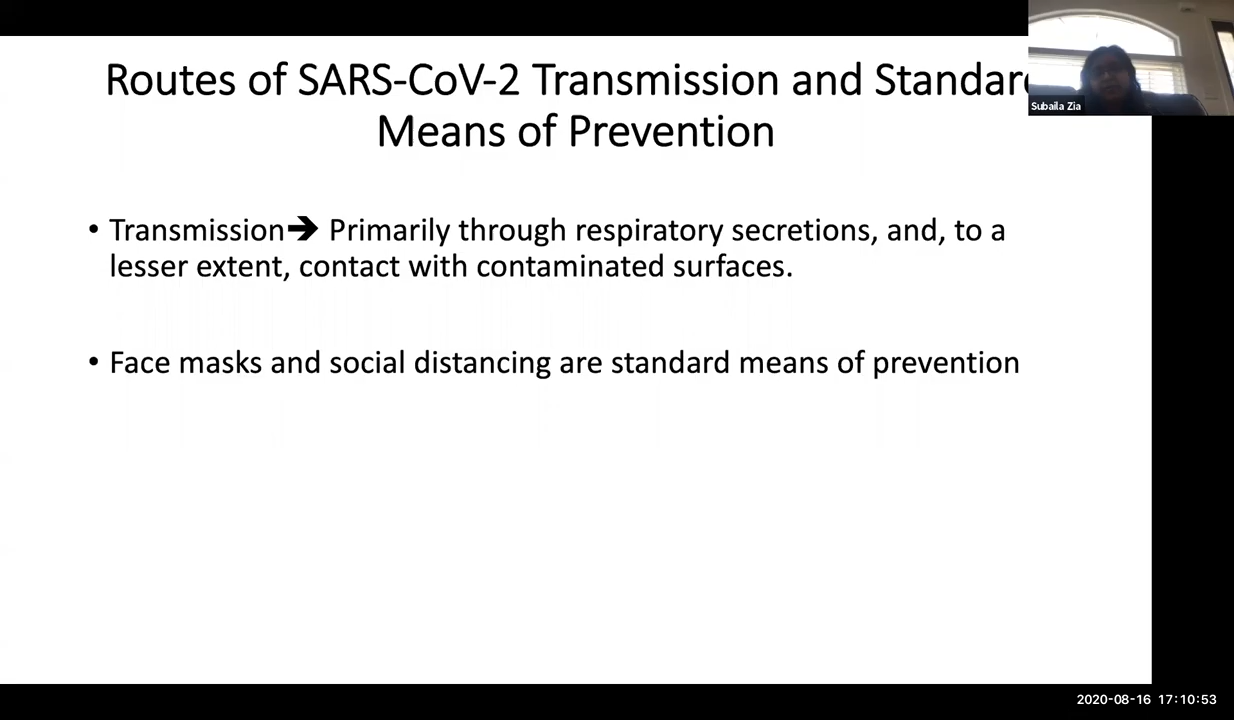 Routes of SARS-CoV-2 Transmission and Standard
Means of Prevention
Subaila Zia
• Transmission➔ Primarily through respiratory secretions, and, to a
lesser extent, contact with contaminated surfaces.
• Face masks and social distancing are standard means of prevention
2020-08-16 17:10:53